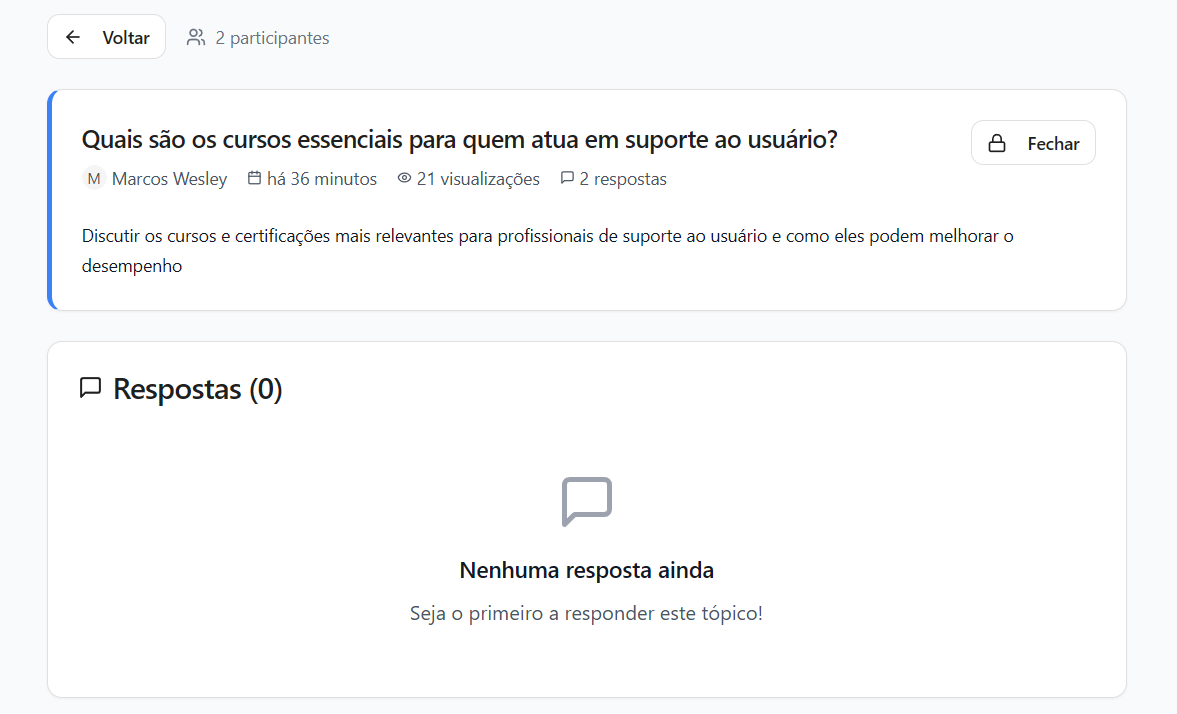 Voltar 2 participantes
Quais são os cursos essenciais para quem atua em suporte ao usuário?
Fechar
M Marcos Wesley há 36 minutos 21 visualizações 2 respostas
Discutir os cursos e certificações mais relevantes para profissionais de suporte ao usuário e como eles podem melhorar o
desempenho
Respostas (0)
Nenhuma resposta ainda
Seja o primeiro a responder este tópico!